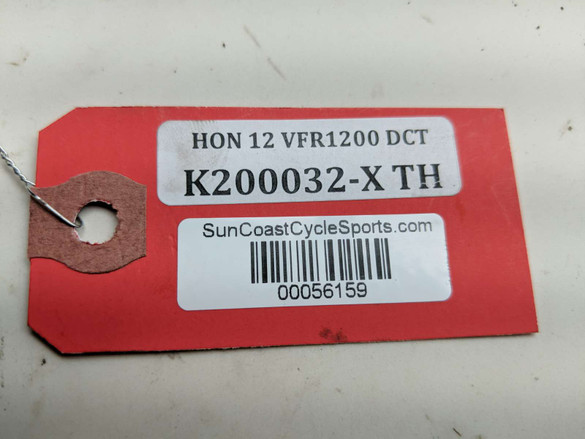 HON 12 VFR1200 DCT
K200032-X TH
SunCoastCycleSports.com
00056159